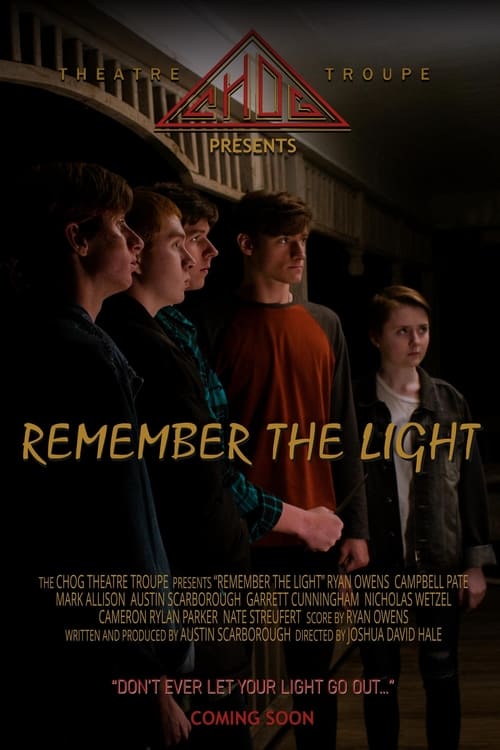 THEATRE CHOG TROUPE
PRESENTS
REMEMBER THE LIGHT
THE CHOG THEATRE TROUPE PRESENTS "REMEMBER THE LIGHT" RYAN OWENS CAMPBELL PATE
MARK ALLISON AUSTIN SCARBOROUGH GARRETT CUNNINGHAM NICHOLAS WETZEL
CAMERON RYLAN PARKER NATE STREUFERT SCORE BY RYAN OWENS
WRITTEN AND PRODUCED BY AUSTIN SCARBOROUGH DIRECTED BY JOSHUA DAVID HALE
"DON'T EVER LET YOUR LIGHT GO OUT..."
COMING SOON